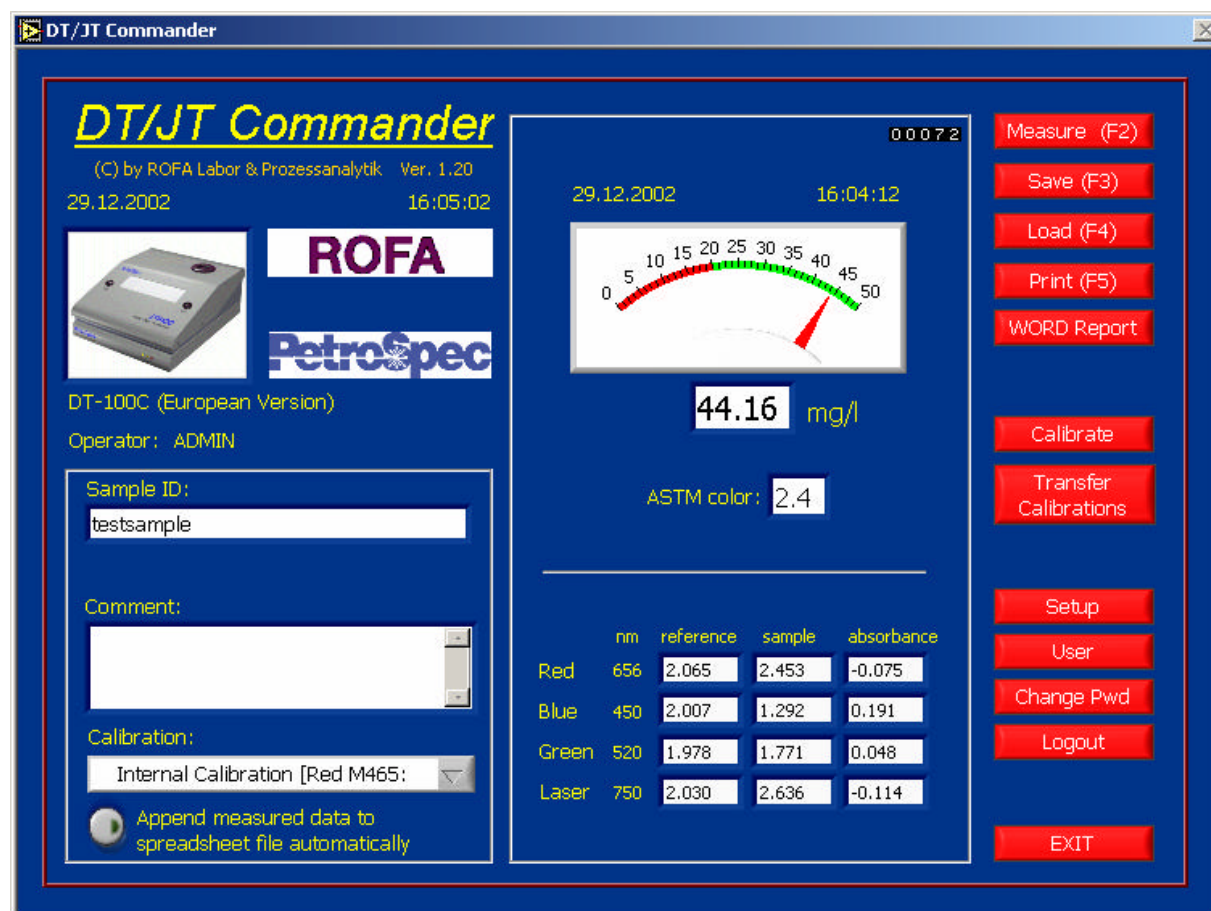 DT/JT Commander
DT/JT Commander
(C) by ROFA Labor & Prozessanalytik Ver. 1.20
29.12.2002 16:05:02
ROFA
PetroSpec
DT-100C (European Version)
Operator: ADMIN
Sample ID:
testsample
Comment:
Calibration:
Internal Calibration [Red M465:
Append measured data to
spreadsheet file automatically
00072
29.12.2002 16:04:12
0 5 10 15 20 25 30 35 40 45 50
44.16 mg/l
ASTM color: 2.4
nm reference sample absorbance
Red 656 2.065 2.453 -0.075
Blue 450 2.007 1.292 0.191
Green 520 1.978 1.771 0.048
Laser 750 2.030 2.636 -0.114
Measure (F2)
Save (F3)
Load (F4)
Print (F5)
WORD Report
Calibrate
Transfer
Calibrations
Setup
User
Change Pwd
Logout
EXIT